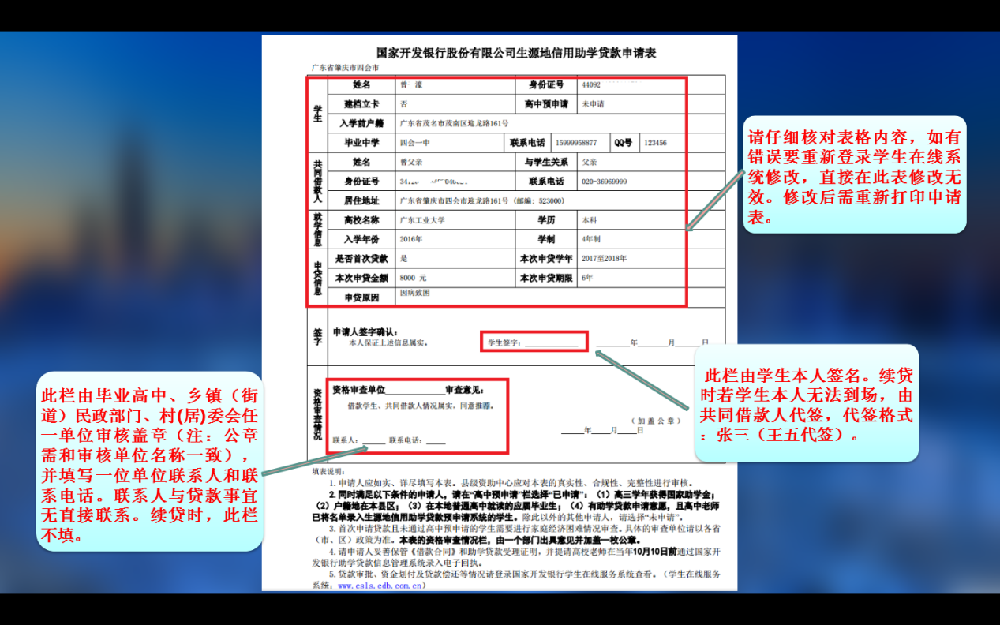 国家开发银行股份有限公司生源地信用助学贷款申请表
广东省肇庆市四会市
学生
姓名 曾 濠 身份证号 44092
建档立卡 否 高中预申请 未申请
入学前户籍 广东省茂名市茂南区迎龙路161号
毕业中学 四会一中 联系电话 15999958877 QQ号 123456
共同借款人
姓名 曾父亲 与学生关系 父亲
身份证号 联系电话 020-36969999
居住地址 广东省肇庆市四会市迎龙路161号 (邮编: 523000)
就学信息
高校名称 广东工业大学 学历 本科
入学年份 2016年 学制 4年制
申贷信息
是否首次贷款 是 本次申贷学年 2017至2018年
本次申贷金额 8000 元 本次申贷期限 6年
申贷原因 因病致困
签字
申请人签字确认:
本人保证上述信息属实。 学生签字: 年 月 日
资格审查情况
资格审查单位 审查意见:
借款学生、共同借款人情况属实,同意推荐。
(加盖公章)
年 月 日
联系人: 联系电话:
填表说明:
1.申请人应如实、详尽填写本表。县级资助中心应对本表的真实性、合规性、完整性进行审核。
2.同时满足以下条件的申请人,请在“高中预申请”栏选择“已申请”:(1)高三学年获得国家助学金;
(2)户籍地在本县区;(3)在本地普通高中就读的应届毕业生;(4)有助学贷款申请意愿,且高中老师
已将名单录入生源地信用助学贷款预申请系统的学生。除此以外的其他申请人,请选择“未申请”。
3.首次申请贷款且未通过高中预申请的学生需要进行家庭经济困难情况审查。具体的审查单位请以各省
(市、区)政策为准。本表的资格审查情况栏,由一个部门出具意见并加盖一枚公章。
4.请申请人妥善保管《借款合同》和助学贷款受理证明,并提请高校老师在当年10月10日前通过国家开
发银行助学贷款信息管理系统录入电子回执。
5.贷款审批、资金划付及贷款偿还等情况请登录国家开发银行学生在线服务系统查看。(学生在线服务
系统: www.csls.cdb.com.cn)
请仔细核对表格内容,如有
错误要重新登录学生在线系
统修改,直接在此表修改无
效。修改后需重新打印申请
表。
此栏由学生本人签名。续贷
时若学生本人无法到场,由
共同借款人代签,代签格式
:张三(王五代签)。
此栏由毕业高中、乡镇(街
道)民政部门、村(居)委会任
一单位审核盖章(注:公章
需和审核单位名称一致),
并填写一位单位联系人和联
系电话。联系人与贷款事宜
无直接联系。续贷时,此栏
不填。